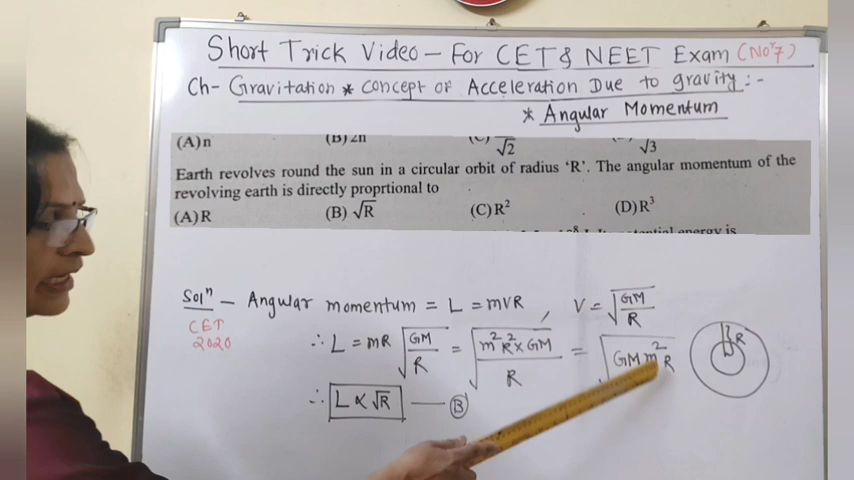 Short Trick Video – For CET & NEET Exam (No 7)
Ch- Gravitation * concept of Acceleration Due to gravity :-
* Angular Momentum
(A) n (B) 2n √2 √3
Earth revolves round the sun in a circular orbit of radius ‘R’. The angular momentum of the
revolving earth is directly proprtional to
(A) R (B) √R (C) R² (D) R³
potential energy is
Solⁿ – Angular momentum = L = mVR , V = √(GM/R)
CET
2020
∴ L = mR √(GM/R) = √(m²R² × GM / R) = √(GMm²R)
R
∴ L ∝ √R — (B)